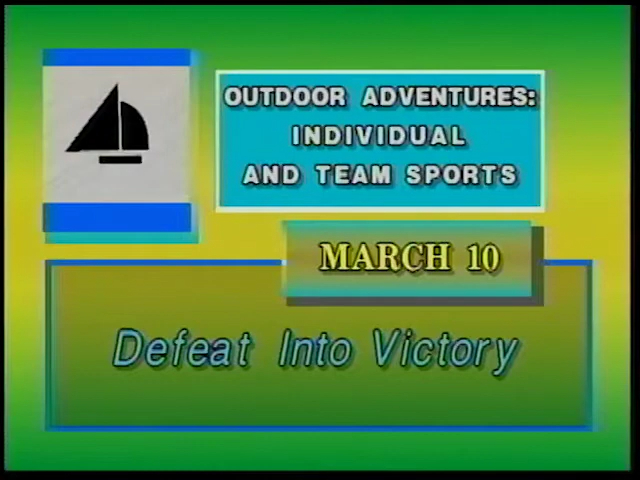 OUTDOOR ADVENTURES:
INDIVIDUAL
AND TEAM SPORTS
MARCH 10
Defeat Into Victory